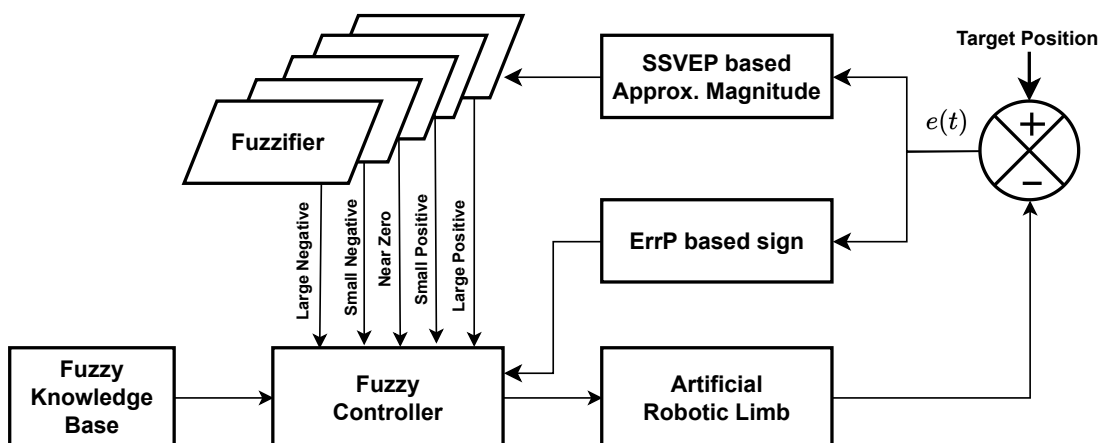 Target Position
SSVEP based
Approx. Magnitude
e(t)
+
−
Fuzzifier
Large Negative
Small Negative
Near Zero
Small Positive
Large Positive
ErrP based sign
Fuzzy
Knowledge
Base
Fuzzy
Controller
Artificial
Robotic Limb